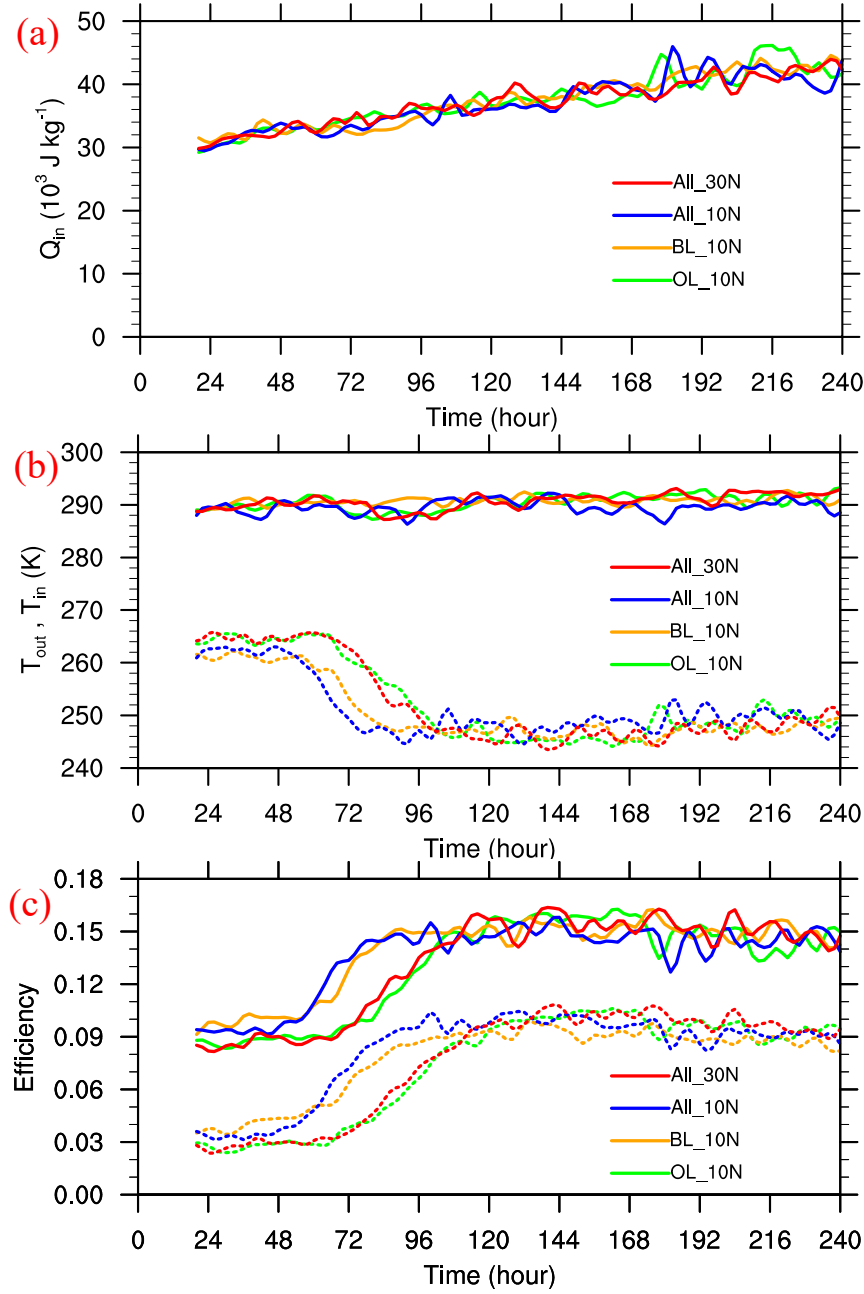 (a)
50
40
30
20
10
0
Q_in (10³ J kg⁻¹)
All_30N
All_10N
BL_10N
OL_10N
0 24 48 72 96 120 144 168 192 216 240
Time (hour)
(b)
300
290
280
270
260
250
240
T_out , T_in (K)
All_30N
All_10N
BL_10N
OL_10N
0 24 48 72 96 120 144 168 192 216 240
Time (hour)
(c)
0.18
0.15
0.12
0.09
0.06
0.03
0.00
Efficiency
All_30N
All_10N
BL_10N
OL_10N
0 24 48 72 96 120 144 168 192 216 240
Time (hour)